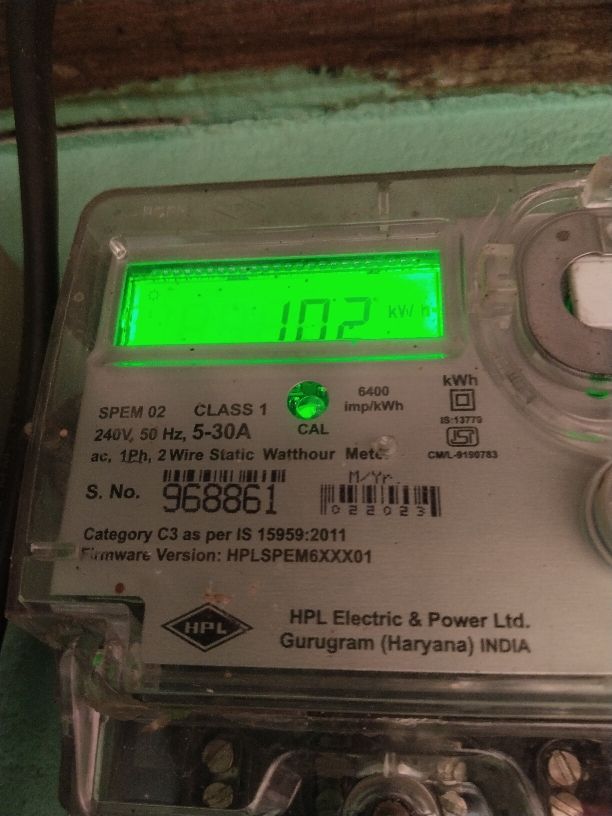 102 kWh
6400
imp/kWh
kWh
SPEM 02 CLASS 1
CAL
IS:13779
240V, 50 Hz, 5-30A
CM/L-9190783
ac, 1Ph, 2 Wire Static Watthour Meter
S. No. 968861
M/Yr.
022023
Category C3 as per IS 15959:2011
Firmware Version: HPLSPEM6XXX01
HPL
HPL Electric & Power Ltd.
Gurugram (Haryana) INDIA